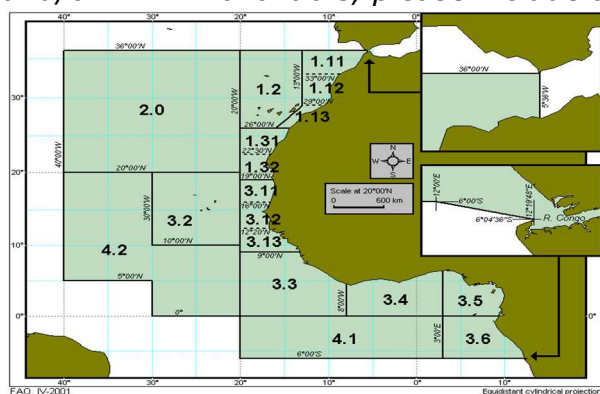 36°00'N
1.11
33°00'N
1.2
1.12
13°00'W
29°00'N
1.13
2.0
20°00'W
26°00'N
1.31
22°30'N
1.32
19°00'N
40°00'W
20°00'N
3.11
16°00'N
30°00'W
3.2
3.12
12°20'N
3.13
10°00'N
9°00'N
4.2
5°00'N
3.3
8°00'W
3.4
3.5
0°
4.1
3°00'E
3.6
6°00'S
30°
20°
10°
0°
40°
30°
20°
10°
0°
10°
20°
N
W E
S
Scale at 20°00'N
0 600 km
36°00'N
5°36'W
12°00'E
6°00'S
12°19'48"E
6°04'36"S
R. Congo
FAO, IV-2001
Equidistant cylindrical projection